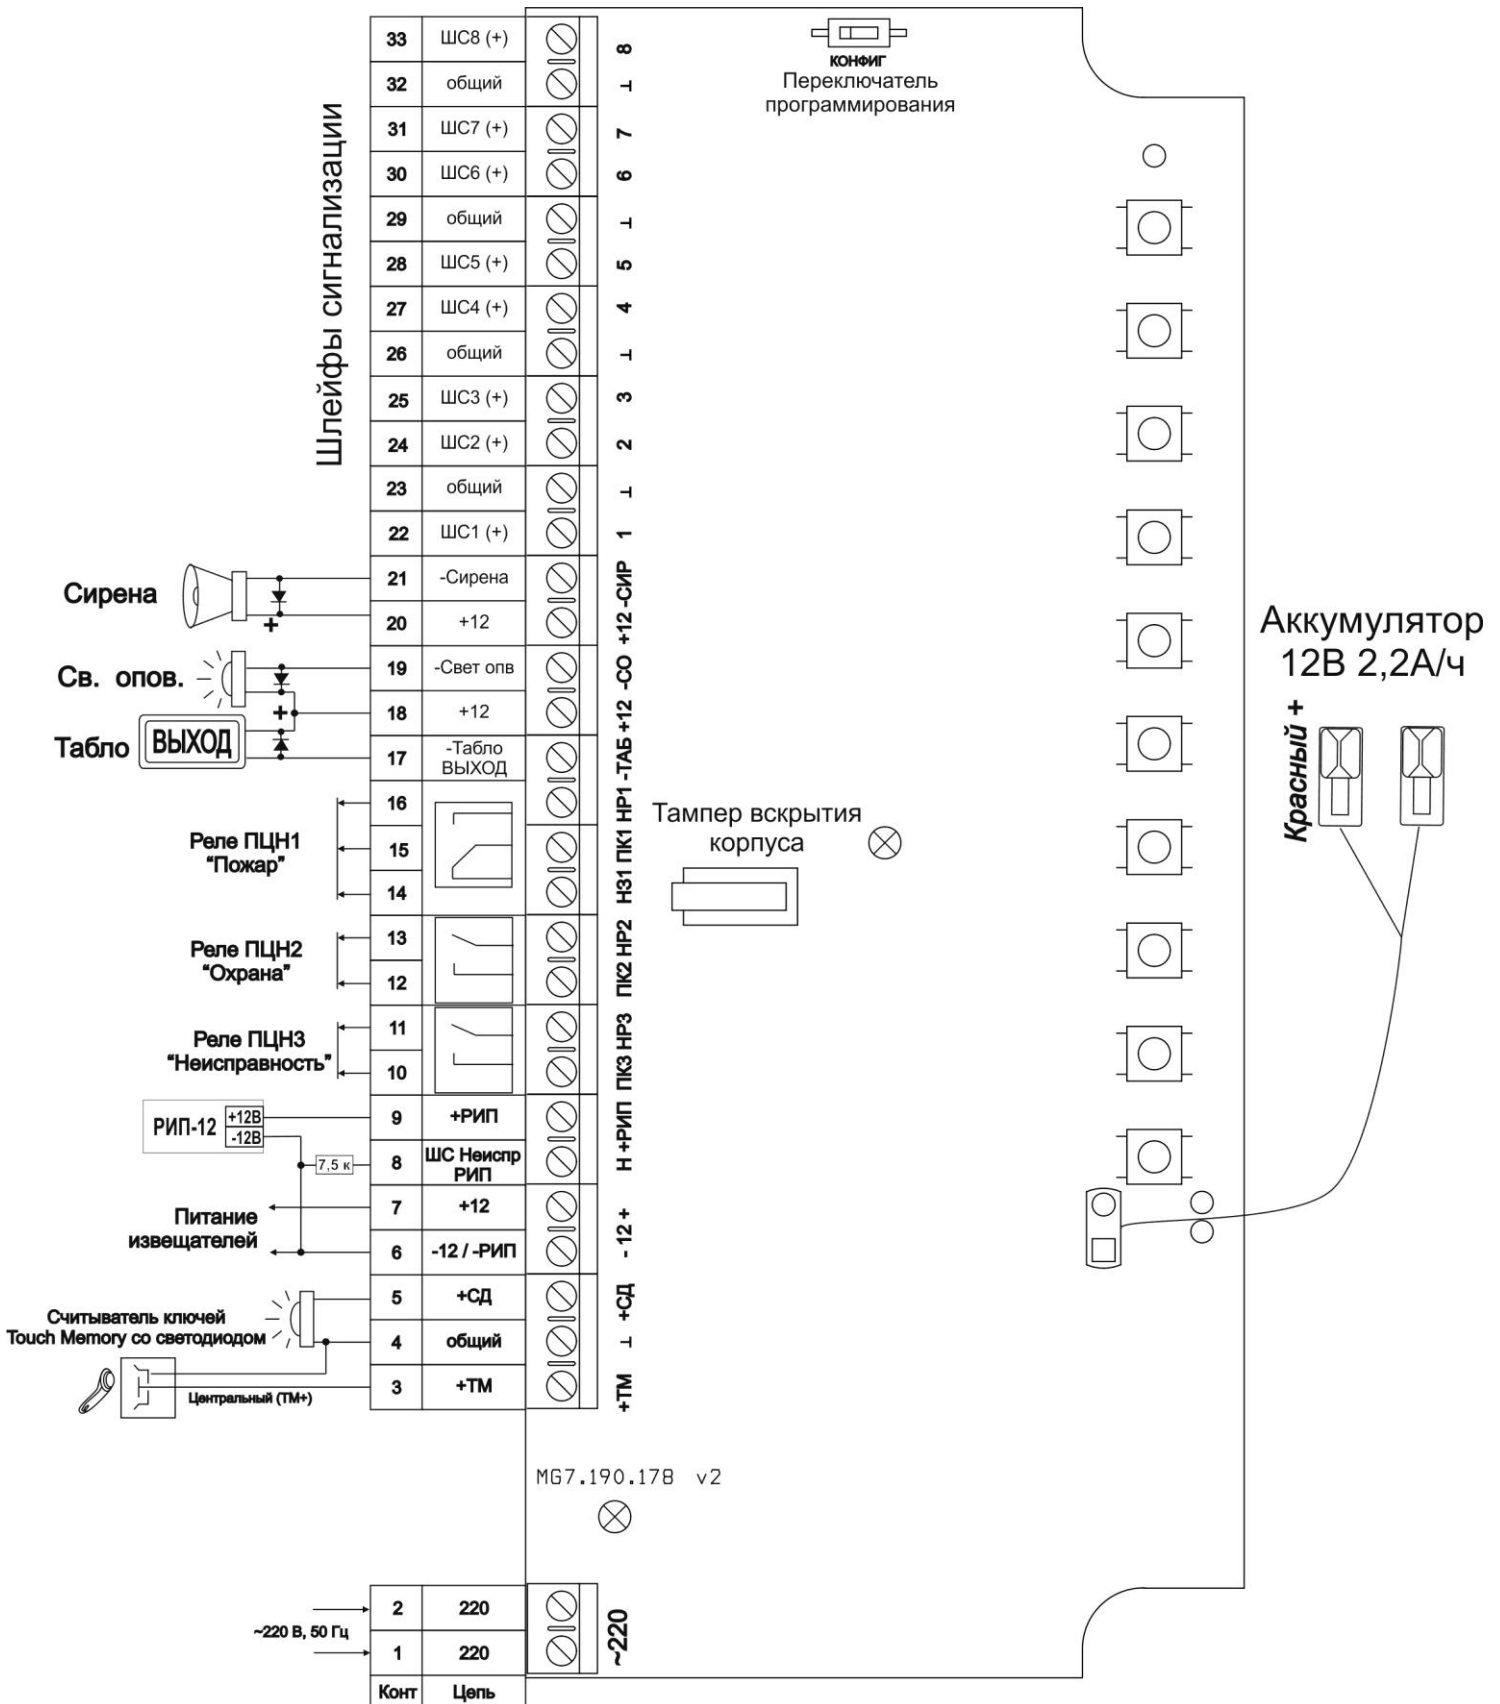 КОНФИГ
Переключатель
программирования
Шлейфы сигнализации
33 ШС8 (+) 8
32 общий ⊥
31 ШС7 (+) 7
30 ШС6 (+) 6
29 общий ⊥
28 ШС5 (+) 5
27 ШС4 (+) 4
26 общий ⊥
25 ШС3 (+) 3
24 ШС2 (+) 2
23 общий ⊥
22 ШС1 (+) 1
Сирена
21 -Сирена -СИР
+
20 +12 +12
Св. опов.
19 -Свет опв -СО
+
18 +12 +12
Табло ВЫХОД
17 -Табло
ВЫХОД
-ТАБ
Реле ПЦН1
“Пожар”
16 НР1
15 ПК1
14 НЗ1
Реле ПЦН2
“Охрана”
13 НР2
12 ПК2
Реле ПЦН3
“Неисправность”
11 НР3
10 ПК3
РИП-12
+12В
-12В
9 +РИП +РИП
7,5 к
8 ШС Неиспр
РИП
Н
Питание
извещателей
7 +12
6 -12 / -РИП
- 12 +
Считыватель ключей
Touch Memory со светодиодом
5 +СД +СД
4 общий ⊥
Центральный (ТМ+)
3 +ТМ +ТМ
Тампер вскрытия
корпуса
Аккумулятор
12В 2,2А/ч
Красный +
MG7.190.178 v2
~220 В, 50 Гц
2 220
1 220
~220
Конт Цепь